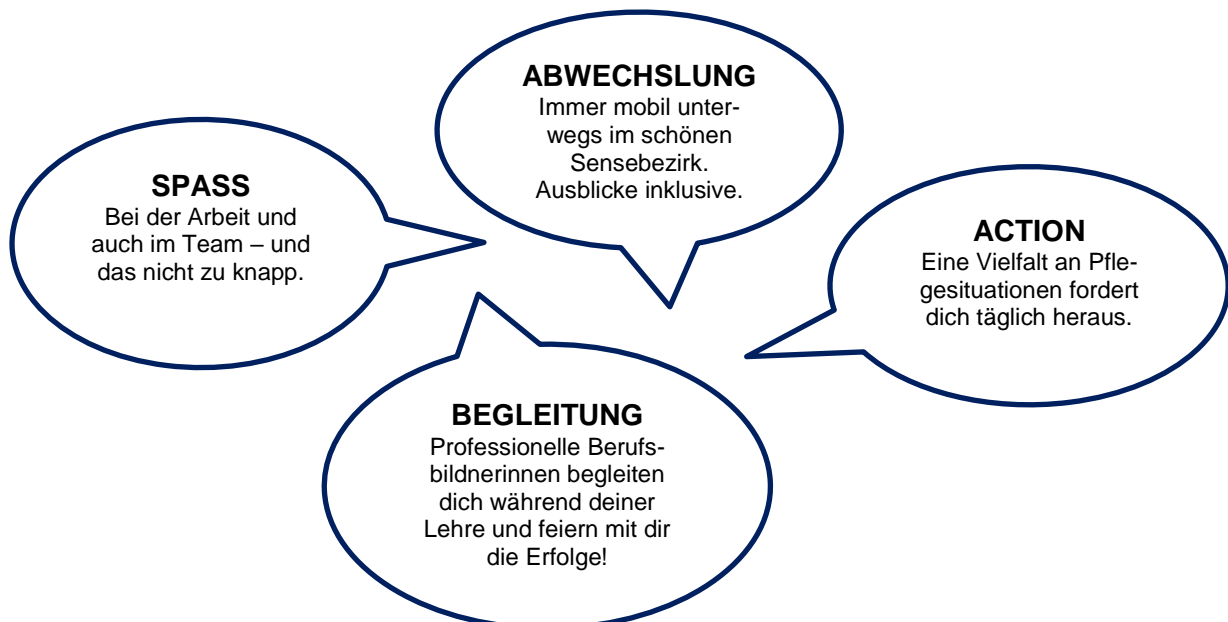 ABWECHSLUNG
Immer mobil unter-
wegs im schönen
Sensebezirk.
Ausblicke inklusive.
SPASS
Bei der Arbeit und
auch im Team – und
das nicht zu knapp.
ACTION
Eine Vielfalt an Pfle-
gesituationen fordert
dich täglich heraus.
BEGLEITUNG
Professionelle Berufs-
bildnerinnen begleiten
dich während deiner
Lehre und feiern mit dir
die Erfolge!